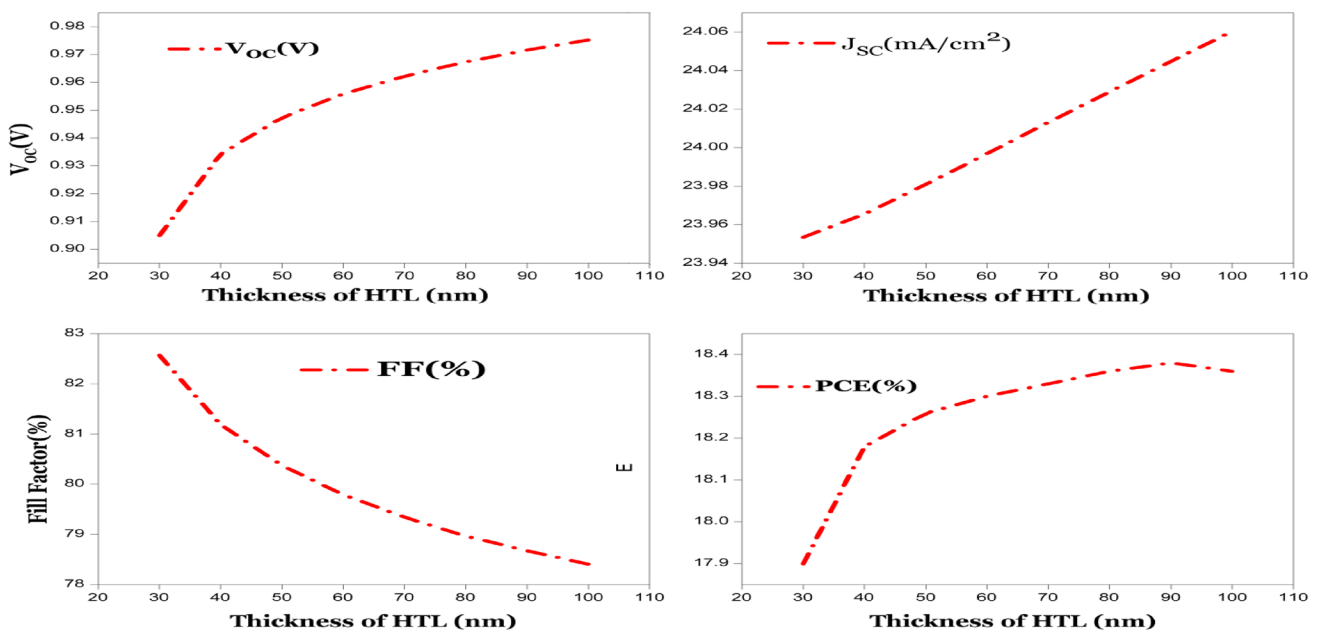 0.98
0.97
0.96
0.95
0.94
0.93
0.92
0.91
0.90
V_OC(V)
V_OC(V)
20 30 40 50 60 70 80 90 100 110
Thickness of HTL (nm)
24.06
24.04
24.02
24.00
23.98
23.96
23.94
J_SC(mA/cm²)
20 30 40 50 60 70 80 90 100 110
Thickness of HTL (nm)
83
82
81
80
79
78
Fill Factor(%)
FF(%)
E
20 30 40 50 60 70 80 90 100 110
Thickness of HTL (nm)
18.4
18.3
18.2
18.1
18.0
17.9
PCE(%)
20 30 40 50 60 70 80 90 100 110
Thickness of HTL (nm)